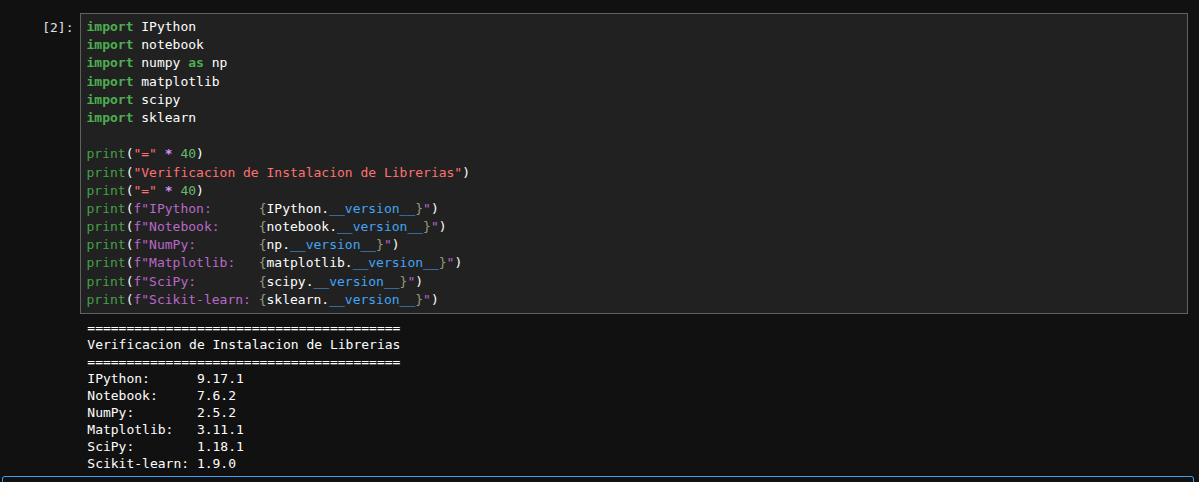 [2]:
import IPython
import notebook
import numpy as np
import matplotlib
import scipy
import sklearn
print("=" * 40)
print("Verificacion de Instalacion de Librerias")
print("=" * 40)
print(f"IPython:      {IPython.__version__}")
print(f"Notebook:     {notebook.__version__}")
print(f"NumPy:        {np.__version__}")
print(f"Matplotlib:   {matplotlib.__version__}")
print(f"SciPy:        {scipy.__version__}")
print(f"Scikit-learn: {sklearn.__version__}")
========================================
Verificacion de Instalacion de Librerias
========================================
IPython:      9.17.1
Notebook:     7.6.2
NumPy:        2.5.2
Matplotlib:   3.11.1
SciPy:        1.18.1
Scikit-learn: 1.9.0